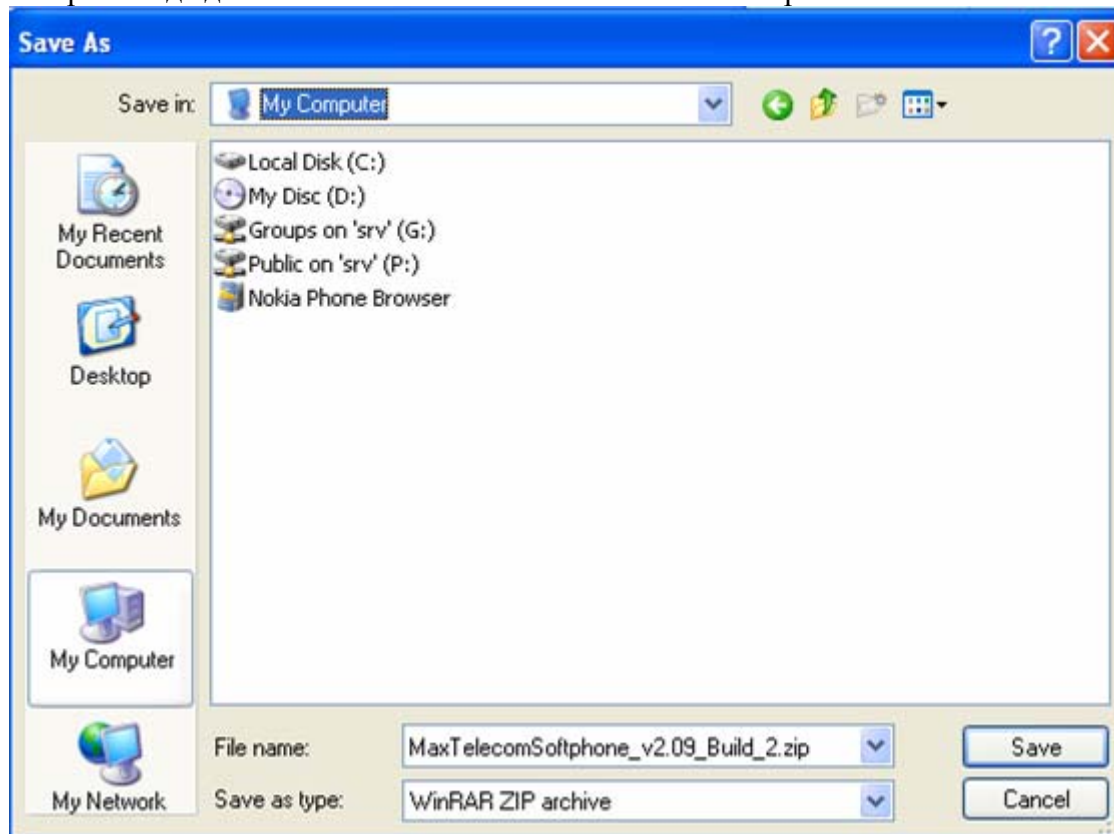 Save As
Save in:
My Computer
Local Disk (C:)
My Disc (D:)
Groups on 'srv' (G:)
Public on 'srv' (P:)
Nokia Phone Browser
My Recent
Documents
Desktop
My Documents
My Computer
My Network
File name:
MaxTelecomSoftphone_v2.09_Build_2.zip
Save
Save as type:
WinRAR ZIP archive
Cancel